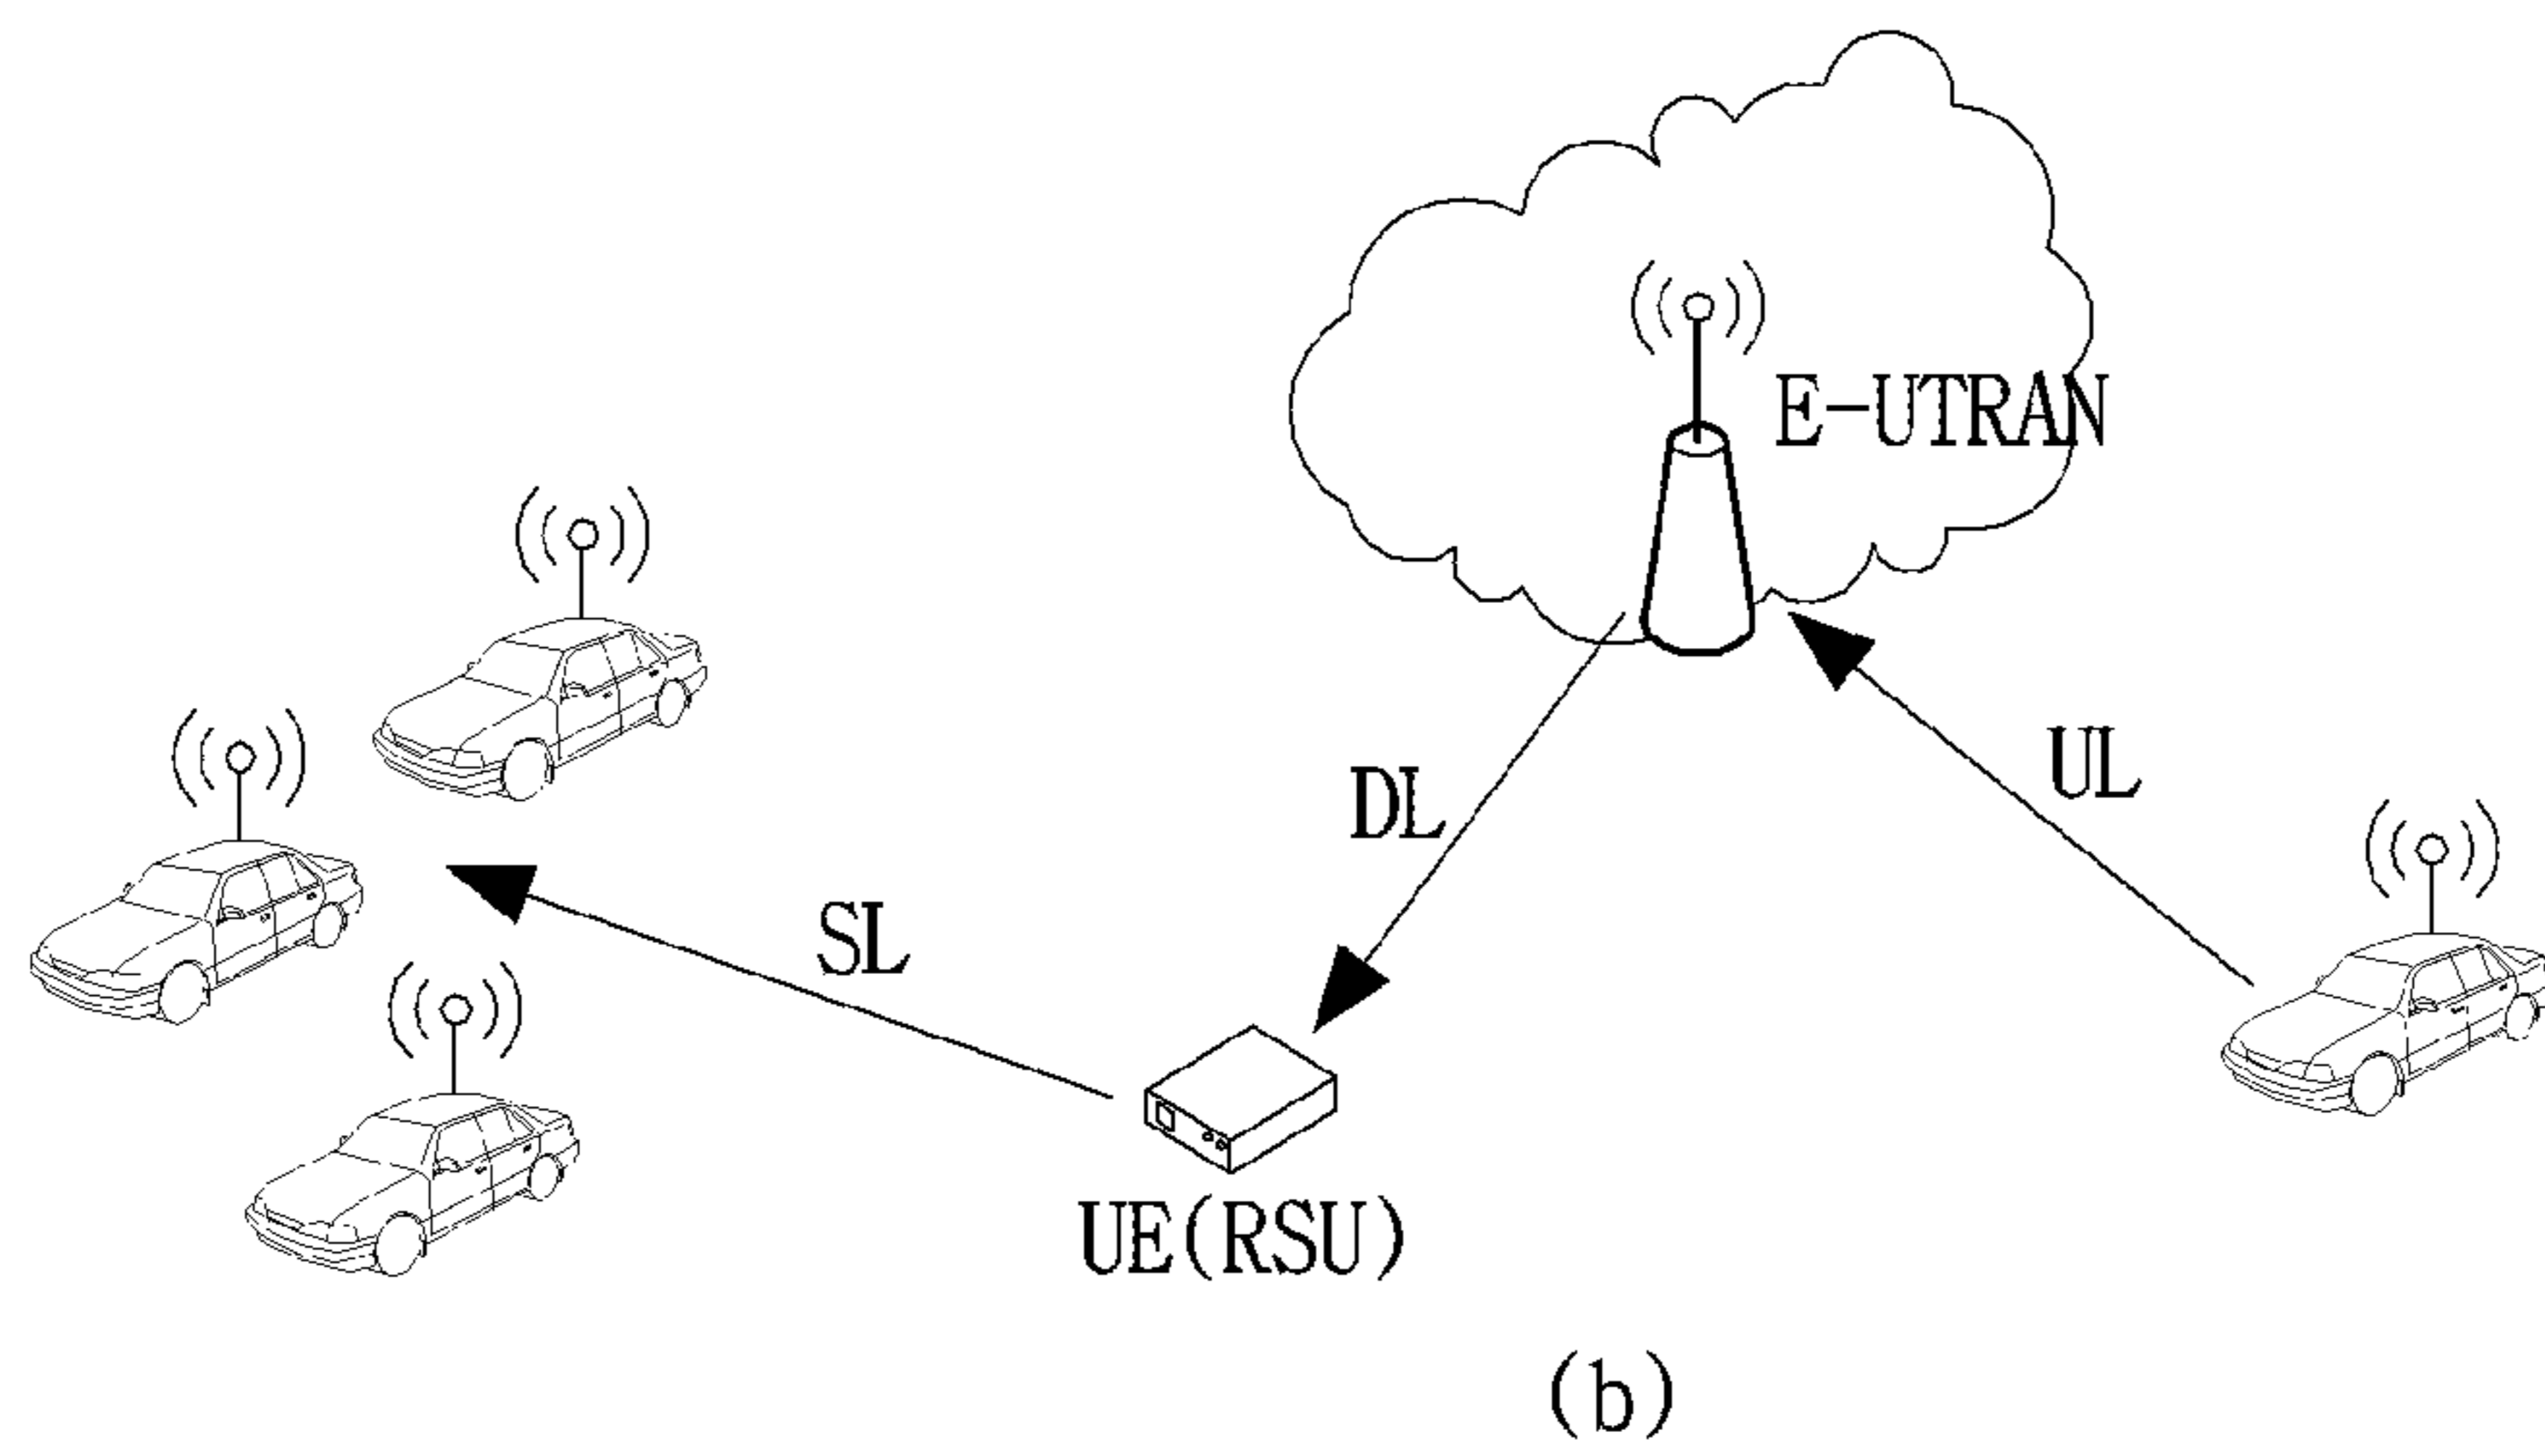 E-UTRAN
UL
DL
SL
UE(RSU)
(b)